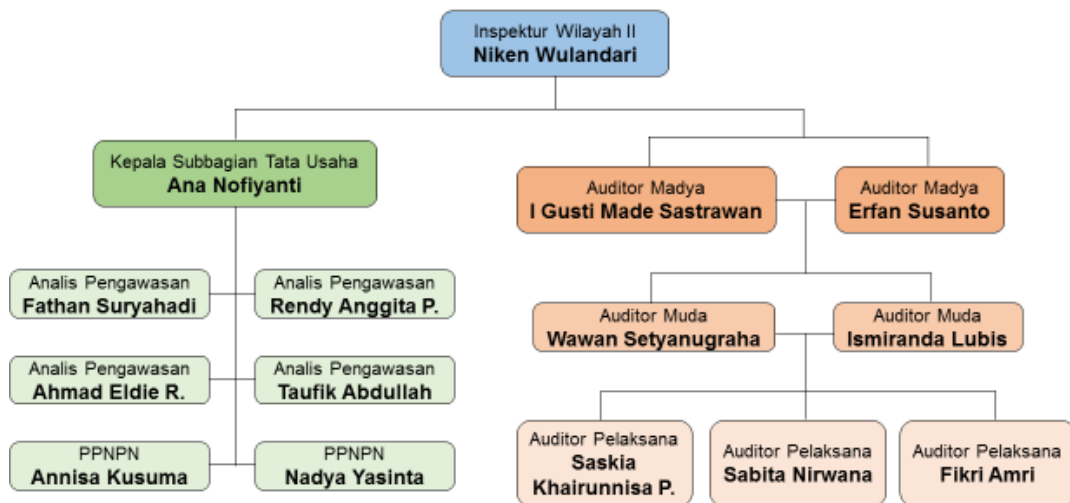 Inspektur Wilayah II
Niken Wulandari
Kepala Subbagian Tata Usaha
Ana Nofiyanti
Auditor Madya
I Gusti Made Sastrawan
Auditor Madya
Erfan Susanto
Analis Pengawasan
Fathan Suryahadi
Analis Pengawasan
Rendy Anggita P.
Auditor Muda
Wawan Setyanugraha
Auditor Muda
Ismiranda Lubis
Analis Pengawasan
Ahmad Eldie R.
Analis Pengawasan
Taufik Abdullah
PPNPN
Annisa Kusuma
PPNPN
Nadya Yasinta
Auditor Pelaksana
Saskia
Khairunnisa P.
Auditor Pelaksana
Sabita Nirwana
Auditor Pelaksana
Fikri Amri